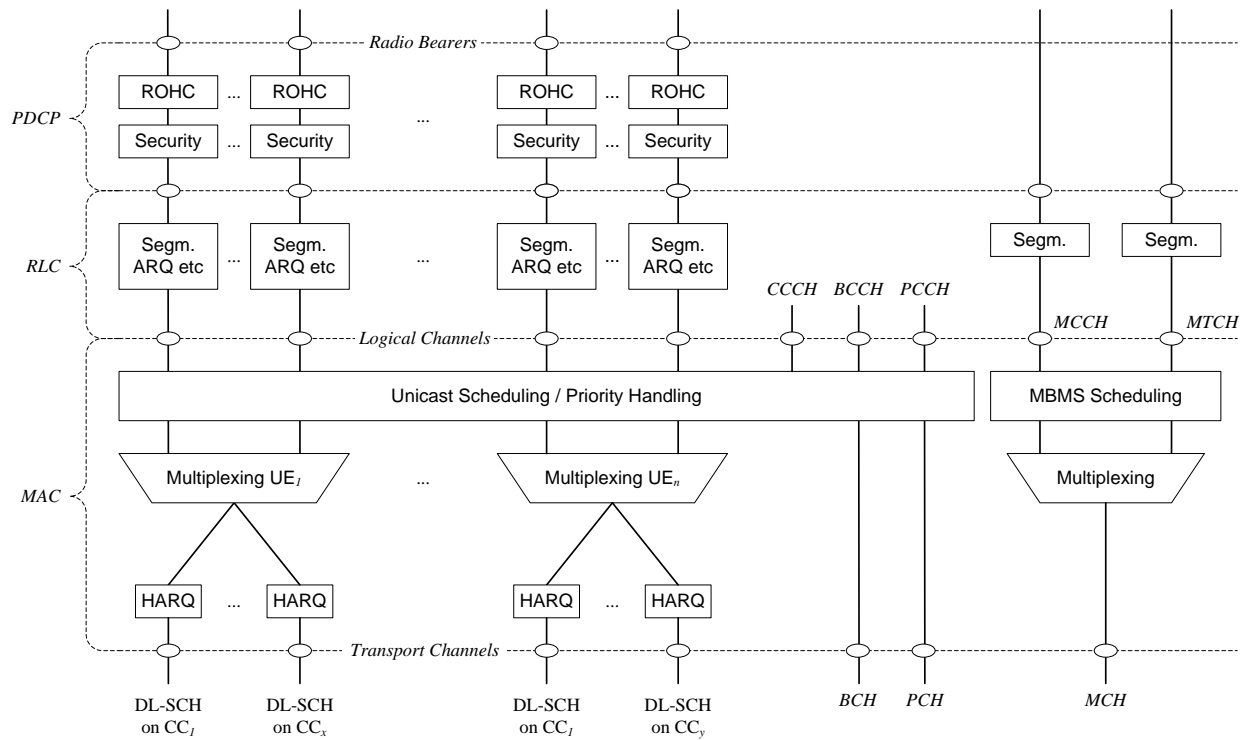 Radio Bearers
ROHC ... ROHC ROHC ... ROHC
PDCP ...
Security ... Security Security ... Security
Segm. Segm.
Segm. ARQ etc ... Segm. ARQ etc ... Segm. ARQ etc ... Segm. ARQ etc
RLC
CCCH BCCH PCCH
MCCH MTCH
Logical Channels
Unicast Scheduling / Priority Handling MBMS Scheduling
Multiplexing UE1 ... Multiplexing UEn Multiplexing
MAC
HARQ ... HARQ HARQ ... HARQ
Transport Channels
DL-SCH DL-SCH DL-SCH DL-SCH BCH PCH MCH
on CC1 on CCx on CC1 on CCy